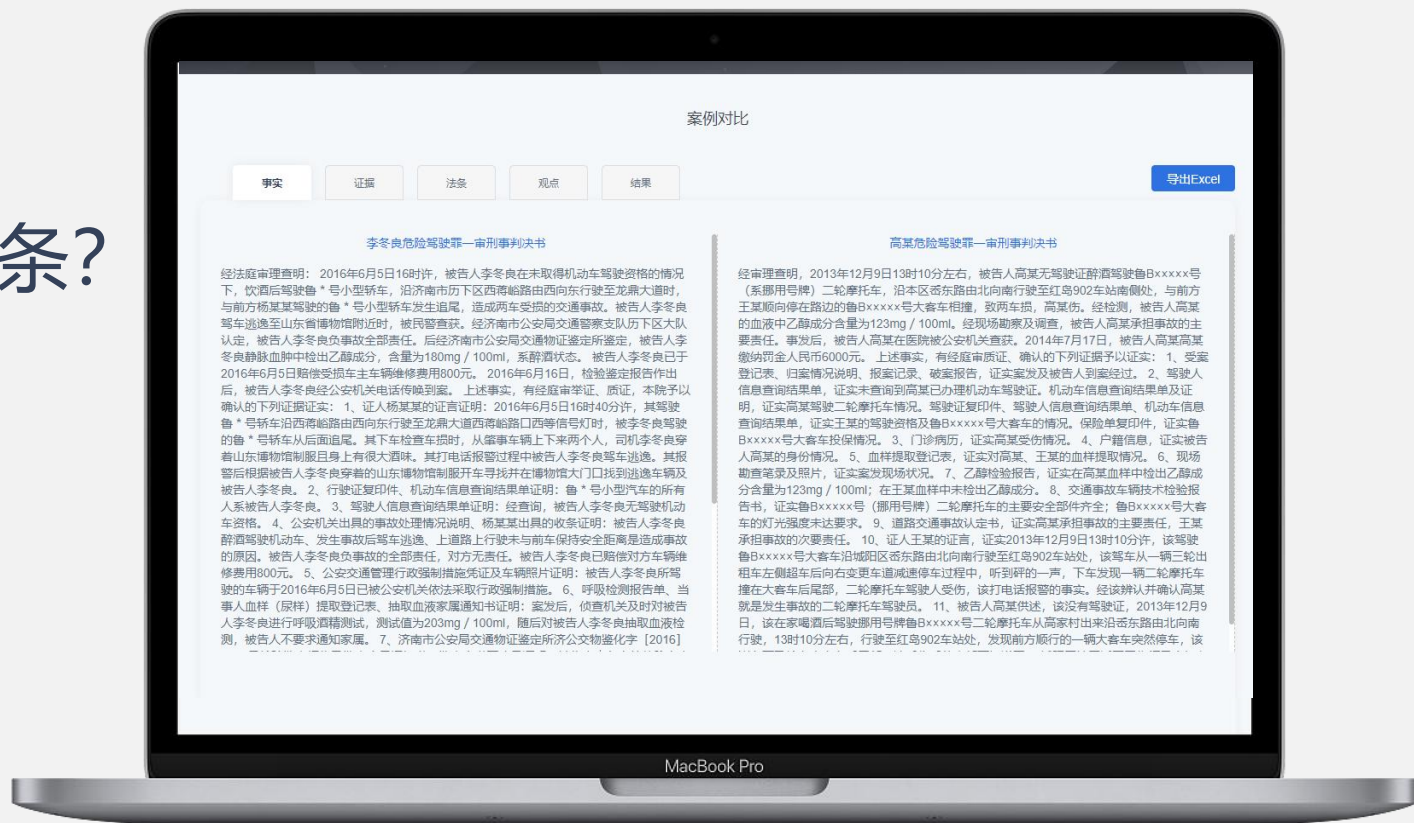 条?
案例对比
事实
证据
法条
观点
结果
导出Excel
李冬良危险驾驶罪一审刑事判决书
经法庭审理查明： 2016年6月5日16时许，被告人李冬良在未取得机动车驾驶资格的情况
下，饮酒后驾驶鲁 * 号小型轿车，沿济南市历下区西蒋峪路由西向东行驶至龙鼎大道时，
与前方杨某某驾驶的鲁 * 号小型轿车发生追尾，造成两车受损的交通事故。被告人李冬良
驾车逃逸至山东省博物馆附近时，被民警查获。经济南市公安局交通警察支队历下区大队
认定，被告人李冬良负事故全部责任。后经济南市公安局交通物证鉴定所鉴定，被告人李
冬良静脉血肿中检出乙醇成分，含量为180mg / 100ml，系醉酒状态。 被告人李冬良已于
2016年6月5日赔偿受损车主车辆维修费用800元。 2016年6月16日，检验鉴定报告作出
后，被告人李冬良经公安机关电话传唤到案。 上述事实，有经庭审举证、质证，本院予以
确认的下列证据证实： 1、证人杨某某的证言证明：2016年6月5日16时40分许，其驾驶
鲁 * 号轿车沿西蒋峪路由西向东行驶至龙鼎大道西蒋峪路口西等信号灯时，被李冬良驾驶
的鲁 * 号轿车从后面追尾。其下车检查车损时，从肇事车辆上下来两个人，司机李冬良穿
着山东博物馆制服且身上有很大酒味。其打电话报警过程中被告人李冬良驾车逃逸。其报
警后根据被告人李冬良穿着的山东博物馆制服开车寻找并在博物馆大门口找到逃逸车辆及
被告人李冬良。 2、行驶证复印件、机动车信息查询结果单证明：鲁 * 号小型汽车的所有
人系被告人李冬良。 3、驾驶人信息查询结果单证明：经查询，被告人李冬良无驾驶机动
车资格。 4、公安机关出具的事故处理情况说明、杨某某出具的收条证明：被告人李冬良
醉酒驾驶机动车、发生事故后驾车逃逸、上道路上行驶未与前车保持安全距离是造成事故
的原因。被告人李冬良负事故的全部责任，对方无责任。被告人李冬良已赔偿对方车辆维
修费用800元。 5、公安交通管理行政强制措施凭证及车辆照片证明：被告人李冬良所驾
驶的车辆于2016年6月5日已被公安机关依法采取行政强制措施。 6、呼吸检测报告单、当
事人血样（尿样）提取登记表、抽取血液家属通知书证明：案发后，侦查机关及时对被告
人李冬良进行呼吸酒精测试，测试值为203mg / 100ml，随后对被告人李冬良抽取血液检
测，被告人不要求通知家属。 7、济南市公安局交通物证鉴定所济公交物鉴化字［2016］
高某危险驾驶罪一审刑事判决书
经审理查明，2013年12月9日13时10分左右，被告人高某无驾驶证醉酒驾驶鲁B×××××号
（系挪用号牌）二轮摩托车，沿本区岙东路由北向南行驶至红岛902车站南侧处，与前方
王某顺向停在路边的鲁B×××××号大客车相撞，致两车损，高某伤。经检测，被告人高某
的血液中乙醇成分含量为123mg / 100ml。经现场勘察及调查，被告人高某承担事故的主
要责任。事发后，被告人高某在医院被公安机关查获。2014年7月17日，被告人高某高某
缴纳罚金人民币6000元。 上述事实，有经庭审质证、确认的下列证据予以证实： 1、受案
登记表、归案情况说明、报案记录、破案报告，证实案发及被告人到案经过。 2、驾驶人
信息查询结果单，证实未查询到高某已办理机动车驾驶证。机动车信息查询结果单及证
明，证实高某驾驶二轮摩托车情况。驾驶证复印件、驾驶人信息查询结果单、机动车信息
查询结果单，证实王某的驾驶资格及鲁B×××××号大客车的情况。保险单复印件，证实鲁
B×××××号大客车投保情况。 3、门诊病历，证实高某受伤情况。 4、户籍信息，证实被告
人高某的身份情况。 5、血样提取登记表，证实对高某、王某的血样提取情况。 6、现场
勘查笔录及照片，证实案发现场状况。 7、乙醇检验报告，证实在高某血样中检出乙醇成
分含量为123mg / 100ml；在王某血样中未检出乙醇成分。 8、交通事故车辆技术检验报
告书，证实鲁B×××××号（挪用号牌）二轮摩托车的主要安全部件齐全；鲁B×××××号大客
车的灯光强度未达要求。 9、道路交通事故认定书，证实高某承担事故的主要责任，王某
承担事故的次要责任。 10、证人王某的证言，证实2013年12月9日13时10分许，该驾驶
鲁B×××××号大客车沿城阳区岙东路由北向南行驶至红岛902车站处，该驾车从一辆三轮出
租车左侧超车后向右变更车道减速停车过程中，听到砰的一声，下车发现一辆二轮摩托车
撞在大客车后尾部，二轮摩托车驾驶人受伤，该打电话报警的事实。经该辨认并确认高某
就是发生事故的二轮摩托车驾驶员。 11、被告人高某供述，该没有驾驶证，2013年12月9
日，该在家喝酒后驾驶挪用号牌鲁B×××××号二轮摩托车从高家村出来沿岙东路由北向南
行驶，13时10分左右，行驶至红岛902车站处，发现前方顺行的一辆大客车突然停车，该
MacBook Pro